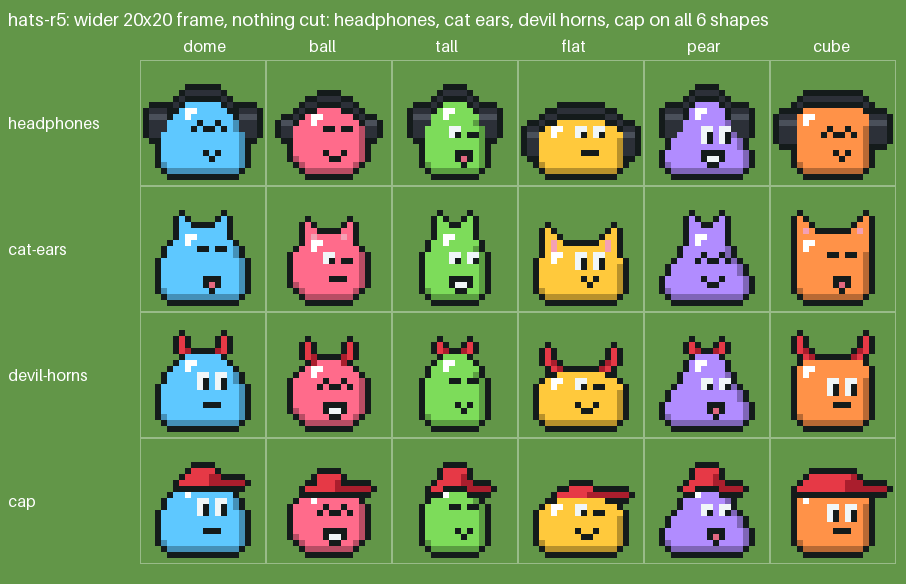 hats-r5: wider 20x20 frame, nothing cut: headphones, cat ears, devil horns, cap on all 6 shapes
dome ball tall flat pear cube
headphones
cat-ears
devil-horns
cap